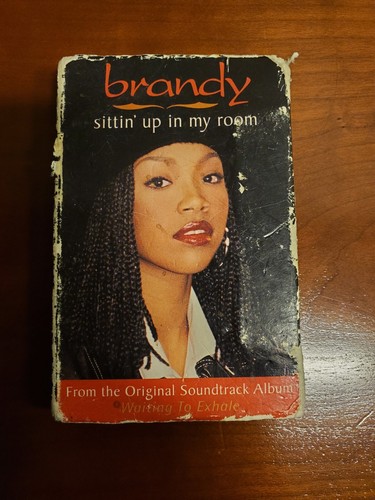 brandy
sittin' up in my room
From the Original Soundtrack Album
Waiting To Exhale